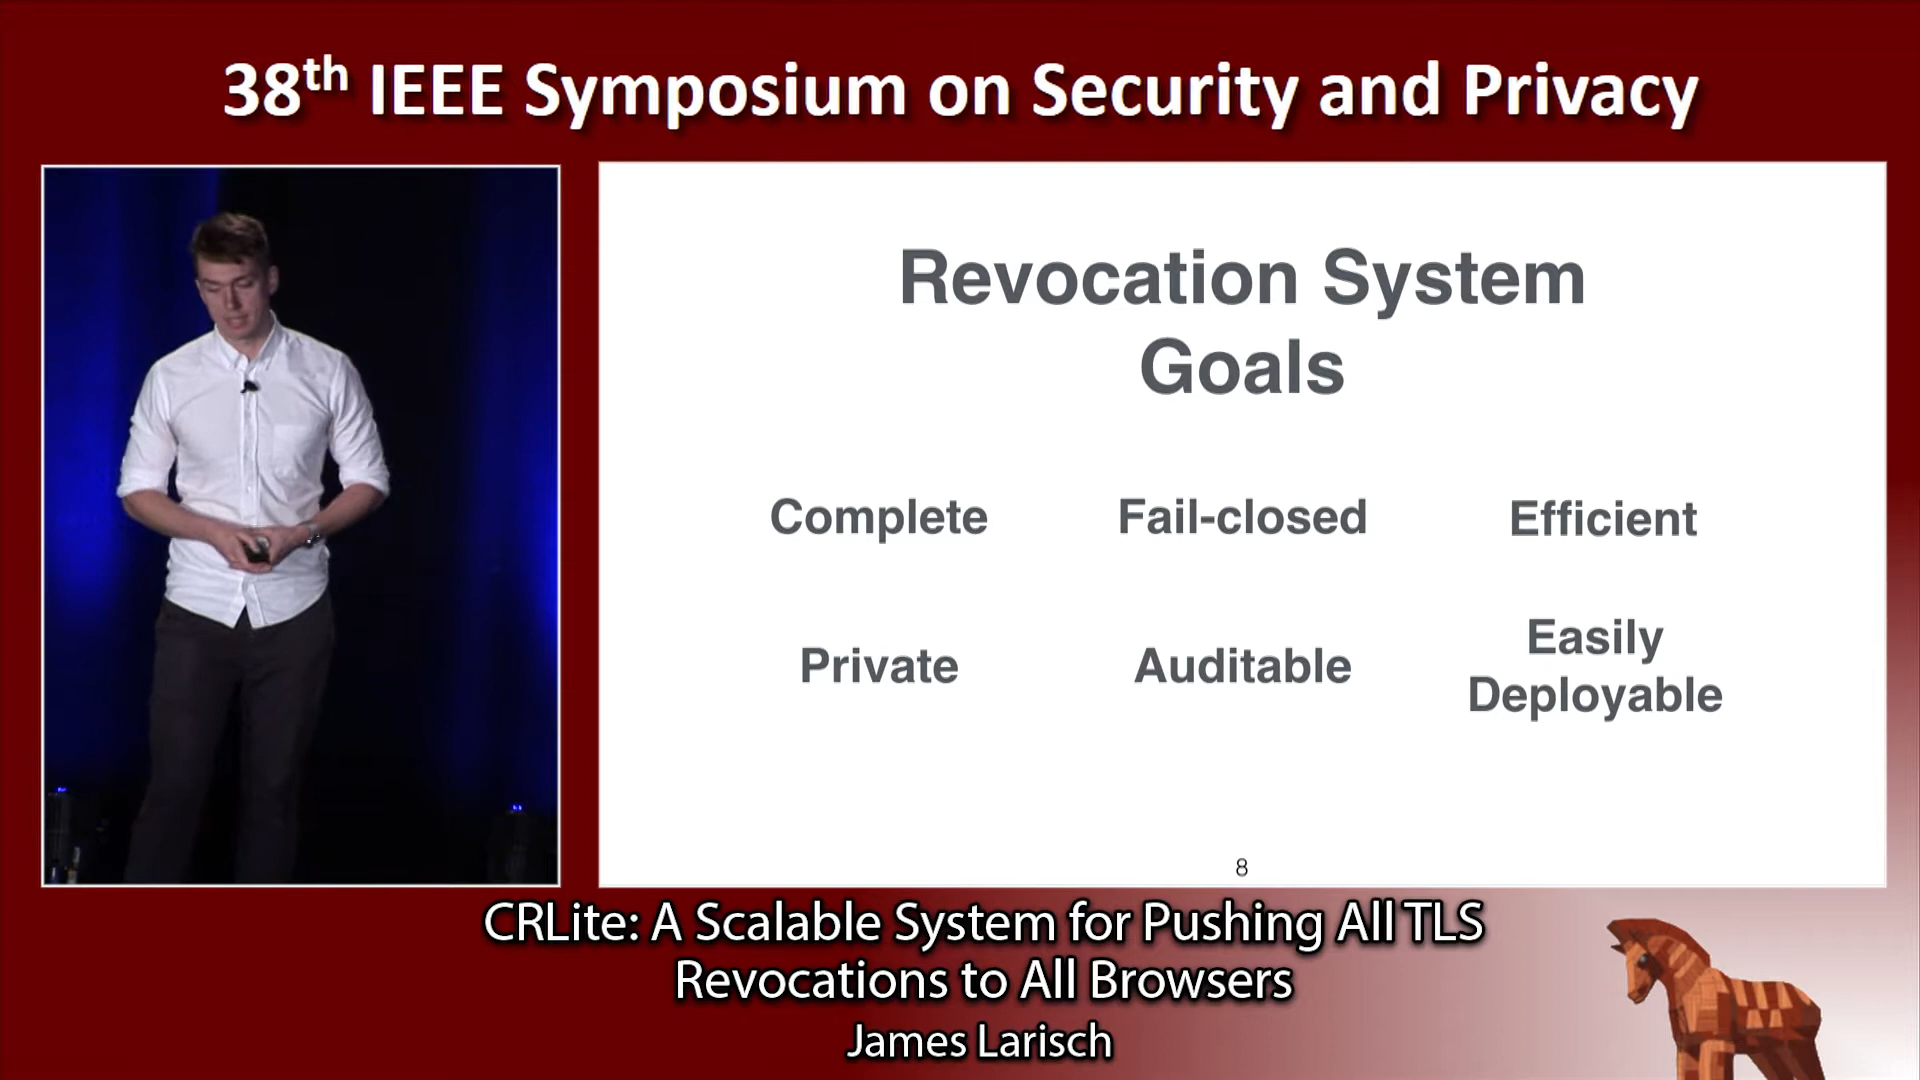 38th IEEE Symposium on Security and Privacy
Revocation System
Goals
Complete
Fail-closed
Efficient
Private
Auditable
Easily
Deployable
8
CRLite: A Scalable System for Pushing All TLS
Revocations to All Browsers
James Larisch